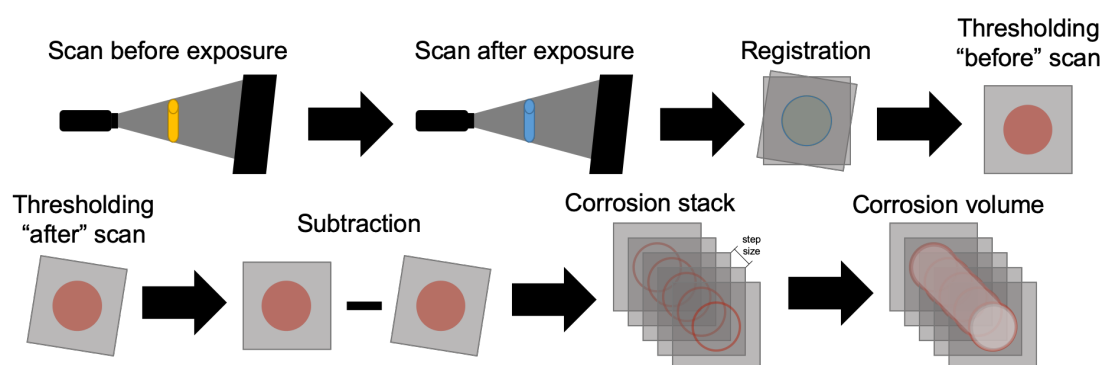 Scan before exposure
Scan after exposure
Registration
Thresholding
“before” scan
Thresholding
“after” scan
Subtraction
Corrosion stack
step
size
Corrosion volume